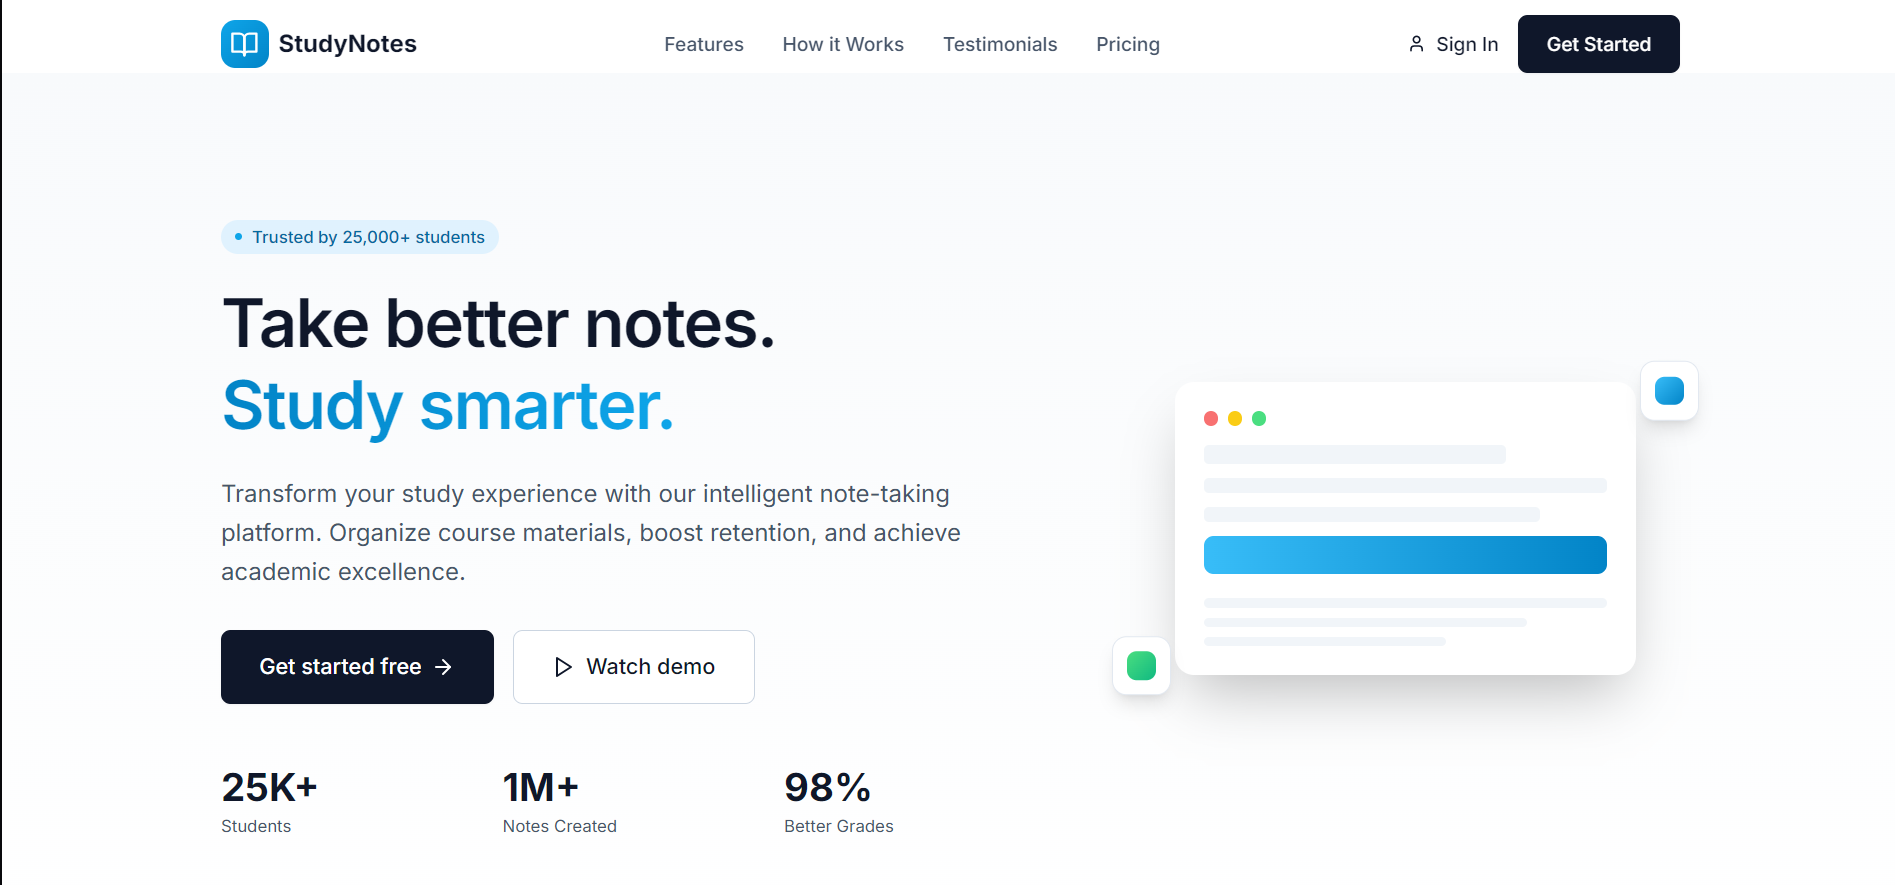 StudyNotes
Features
How it Works
Testimonials
Pricing
Sign In
Get Started
Trusted by 25,000+ students
Take better notes.
Study smarter.
Transform your study experience with our intelligent note-taking
platform. Organize course materials, boost retention, and achieve
academic excellence.
Get started free
Watch demo
25K+
Students
1M+
Notes Created
98%
Better Grades